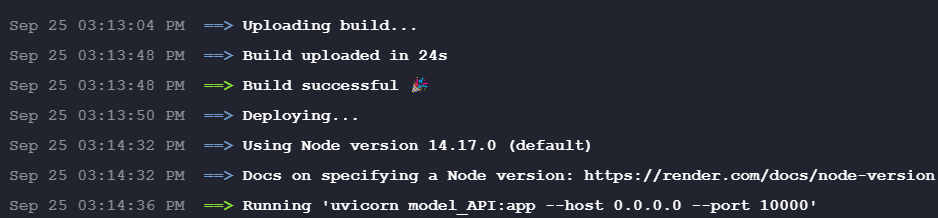 Sep 25 03:13:04 PM ==> Uploading build...
Sep 25 03:13:48 PM ==> Build uploaded in 24s
Sep 25 03:13:48 PM ==> Build successful 🎉
Sep 25 03:13:50 PM ==> Deploying...
Sep 25 03:14:32 PM ==> Using Node version 14.17.0 (default)
Sep 25 03:14:32 PM ==> Docs on specifying a Node version: https://render.com/docs/node-version
Sep 25 03:14:36 PM ==> Running 'uvicorn model_API:app --host 0.0.0.0 --port 10000'